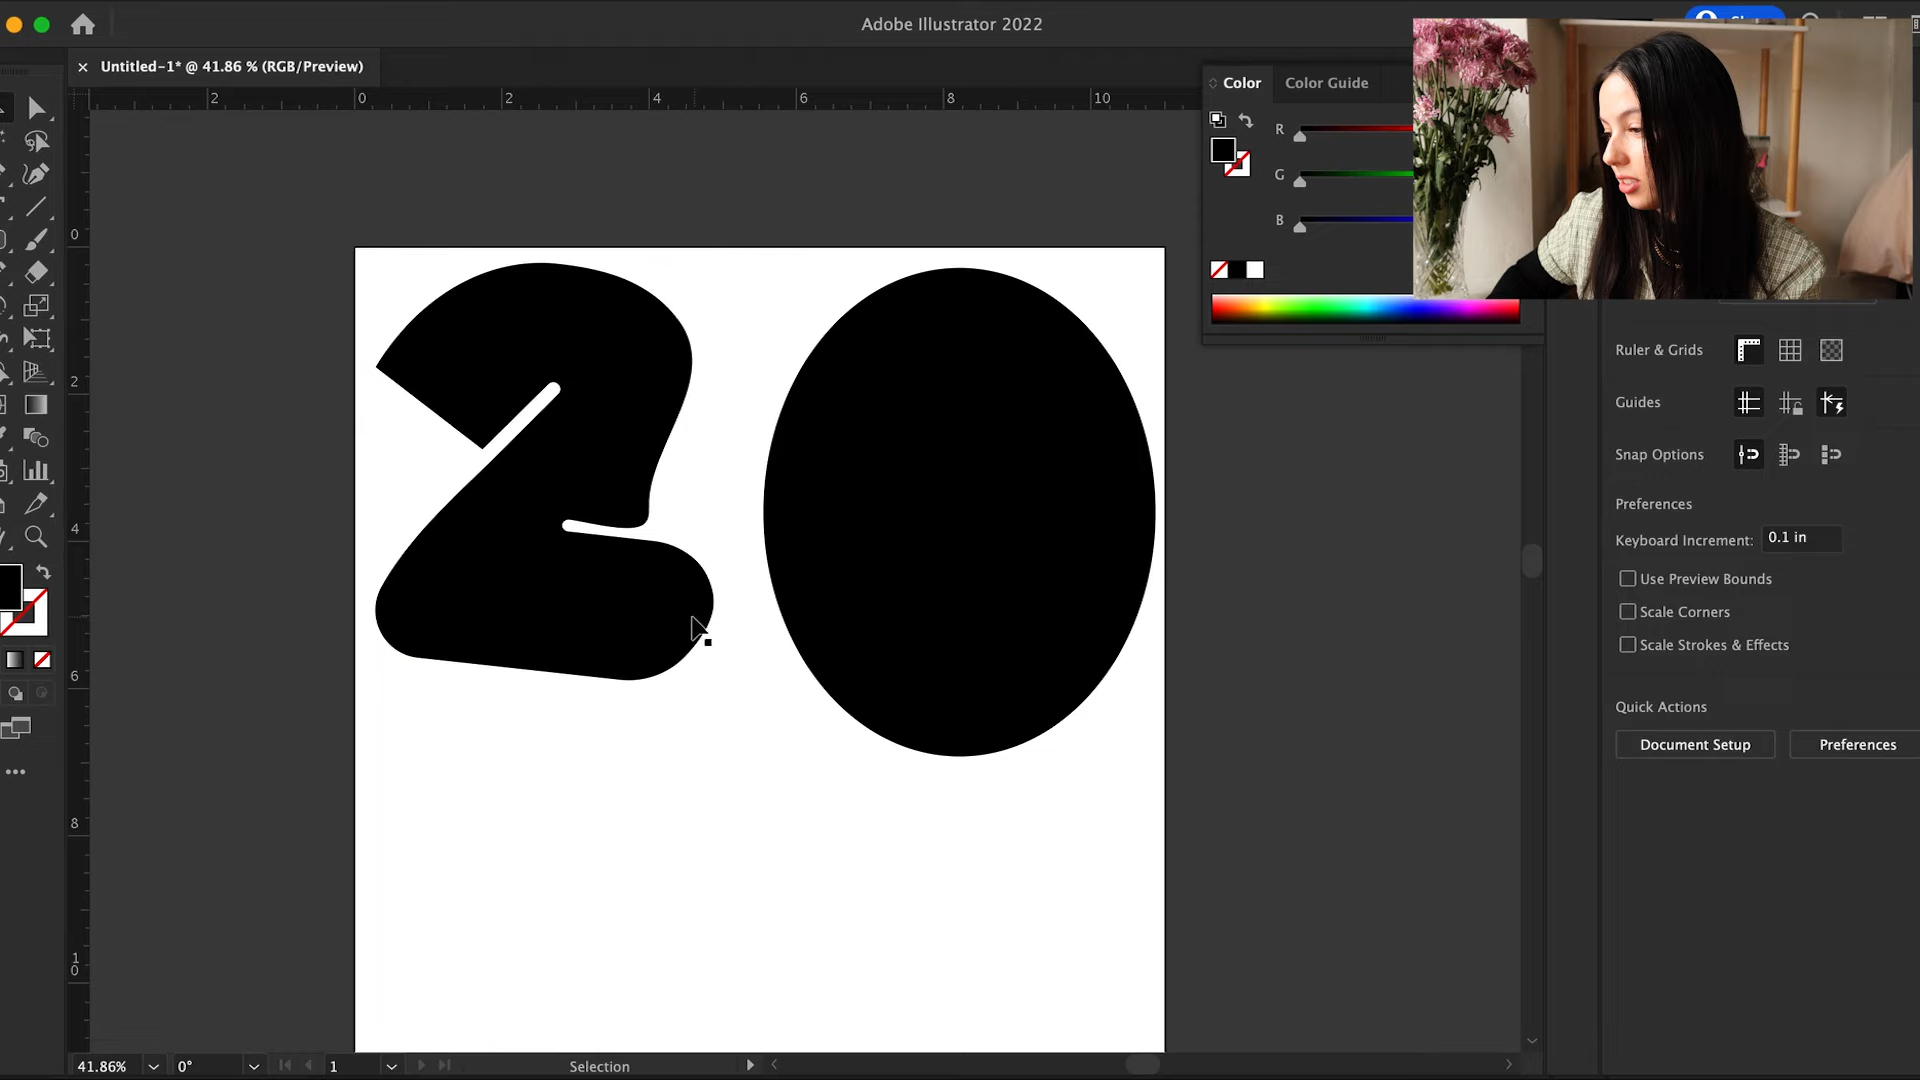 Adobe Illustrator 2022
× Untitled-1* @ 41.86 % (RGB/Preview)
2 0 2 4 6 8 10
Color Color Guide
R
G
B
0
2
4
6
8
10
20
Ruler & Grids
Guides
Snap Options
Preferences
Keyboard Increment: 0.1 in
Use Preview Bounds
Scale Corners
Scale Strokes & Effects
Quick Actions
Document Setup Preferences
41.86% 0° 1 Selection